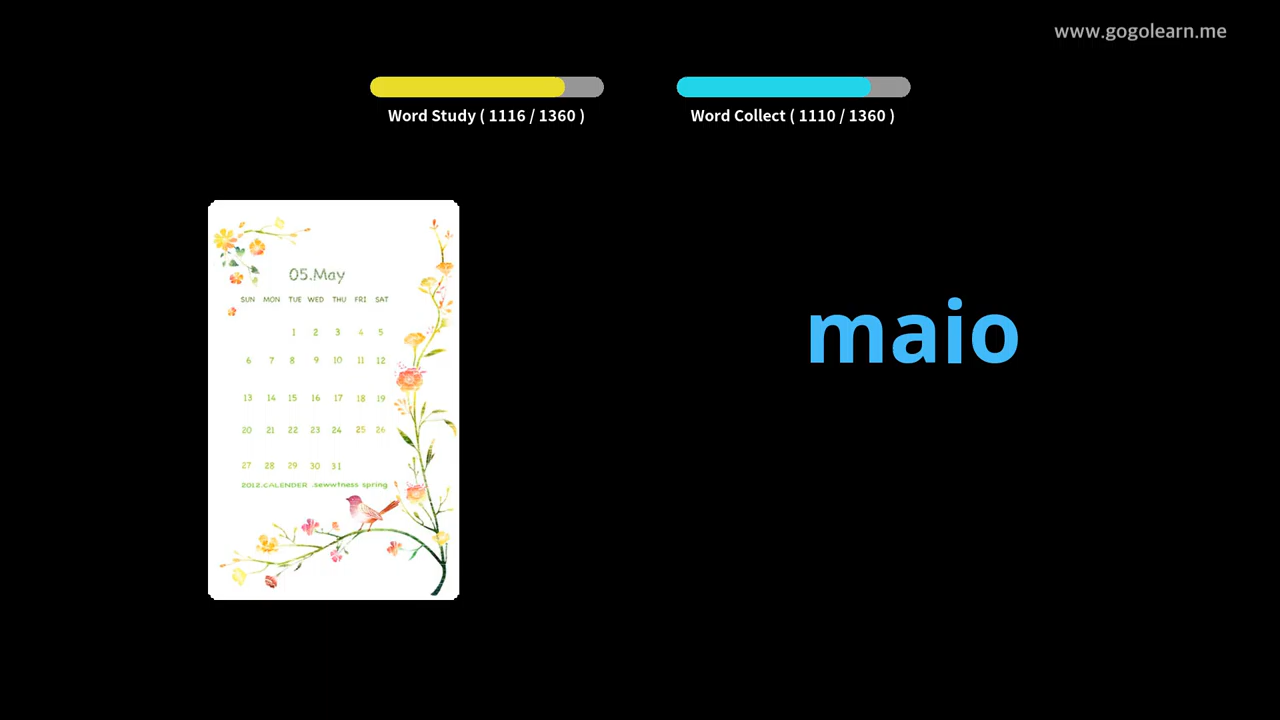 www.gogolearn.me
Word Study ( 1116 / 1360 )
Word Collect ( 1110 / 1360 )
05.May
SUN MON TUE WED THU FRI SAT
1 2 3 4 5
6 7 8 9 10 11 12
13 14 15 16 17 18 19
20 21 22 23 24 25 26
27 28 29 30 31
2012.CALENDER .sewwtness spring
maio